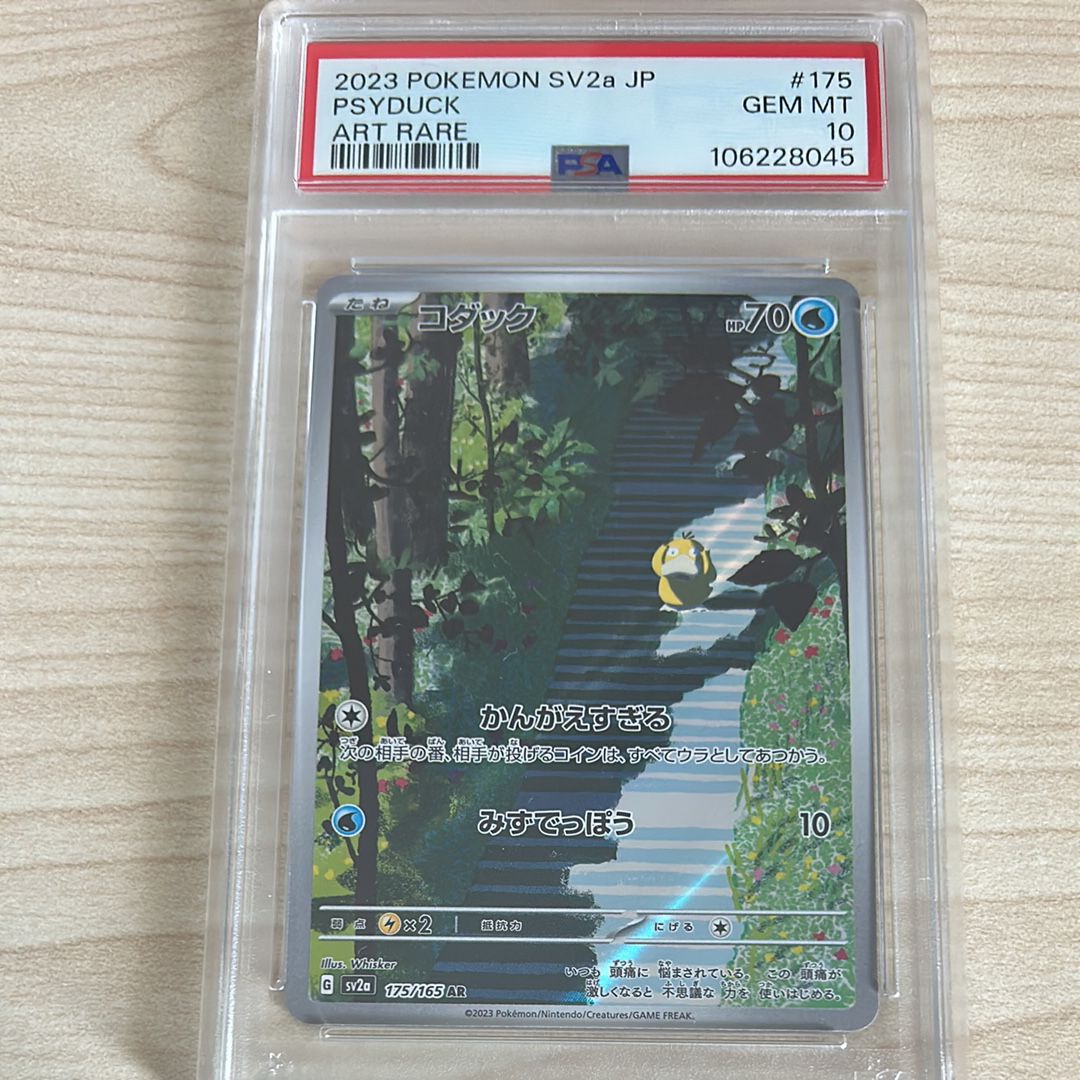 2023 POKEMON SV2a JP #175
PSYDUCK GEM MT
ART RARE 10
PSA 106228045
たね コダック HP70
かんがえすぎる
次の相手の番、相手が投げるコインは、すべてウラとしてあつかう。
みずでっぽう 10
弱点 ×2 抵抗力 にげる
Illus. Whisker
いつも 頭痛に 悩まされている。 この 頭痛が
激しくなると 不思議な 力を 使いはじめる。
G sv2a 175/165 AR
©2023 Pokémon/Nintendo/Creatures/GAME FREAK.